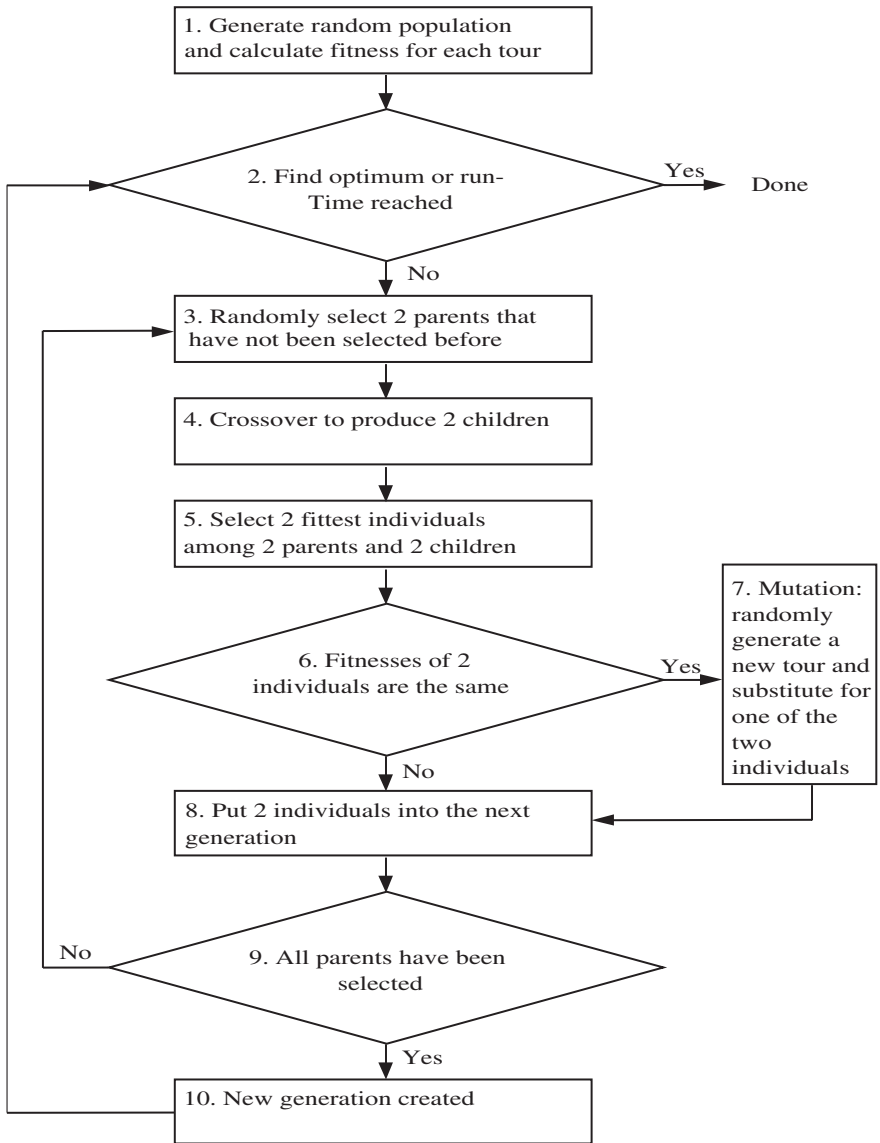 1. Generate random population
and calculate fitness for each tour
2. Find optimum or run-
Time reached
Yes
Done
No
3. Randomly select 2 parents that
have not been selected before
4. Crossover to produce 2 children
5. Select 2 fittest individuals
among 2 parents and 2 children
6. Fitnesses of 2
individuals are the same
Yes
7. Mutation:
randomly
generate a
new tour and
substitute for
one of the
two
individuals
No
8. Put 2 individuals into the next
generation
9. All parents have been
selected
No
Yes
10. New generation created